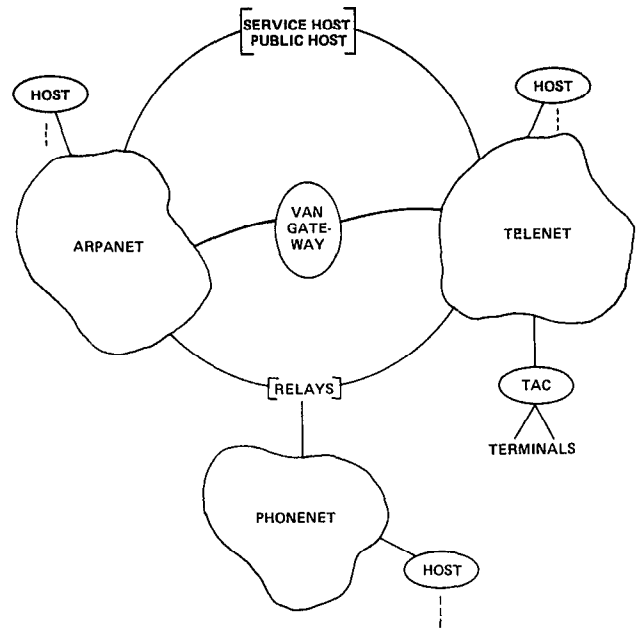 SERVICE HOST
PUBLIC HOST
HOST
HOST
VAN
GATE-
WAY
ARPANET
TELENET
RELAYS
TAC
TERMINALS
PHONENET
HOST